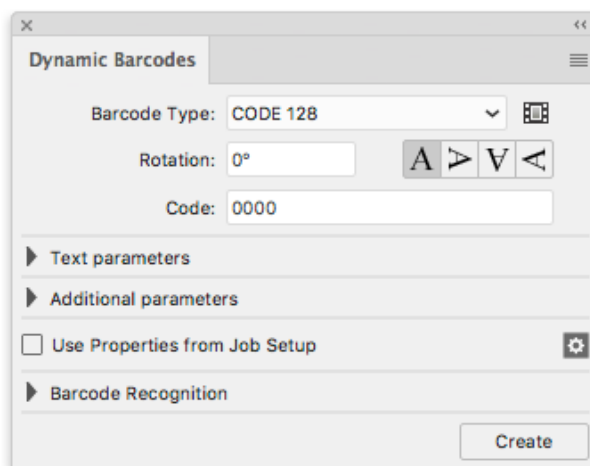 Dynamic Barcodes
Barcode Type: CODE 128
Rotation: 0° A A A A
Code: 0000
Text parameters
Additional parameters
Use Properties from Job Setup
Barcode Recognition
Create